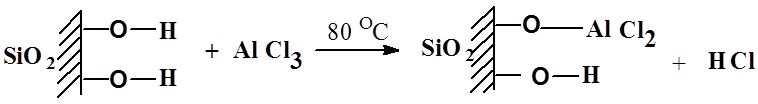 O—H
SiO2
O—H
+ Al Cl3
80 °C
SiO2
O—Al Cl2
O—H
+ HCl